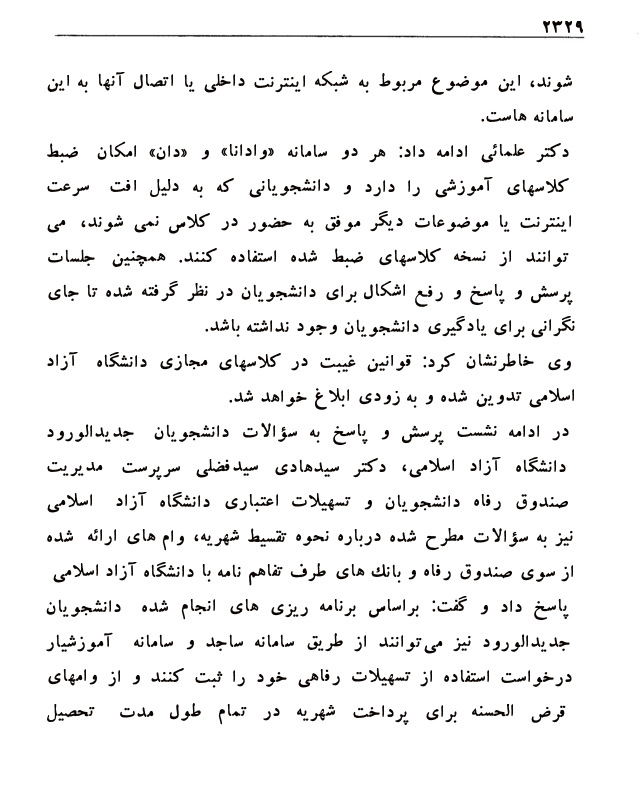 ۲۳۲۹
شوند، این موضوع مربوط به شبکه اینترنت داخلی یا اتصال آنها به این
سامانه هاست.
دکتر علمائی ادامه داد: هر دو سامانه «وادانا» و «دان» امکان ضبط
کلاسهای آموزشی را دارد و دانشجویانی که به دلیل افت سرعت
اینترنت یا موضوعات دیگر موفق به حضور در کلاس نمی شوند، می
توانند از نسخه کلاسهای ضبط شده استفاده کنند. همچنین جلسات
پرسش و پاسخ و رفع اشکال برای دانشجویان در نظر گرفته شده تا جای
نگرانی برای یادگیری دانشجویان وجود نداشته باشد.
وی خاطرنشان کرد: قوانین غیبت در کلاسهای مجازی دانشگاه آزاد
اسلامی تدوین شده و به زودی ابلاغ خواهد شد.
در ادامه نشست پرسش و پاسخ به سؤالات دانشجویان جدیدالورود
دانشگاه آزاد اسلامی، دکتر سیدهادی سیدفضلی سرپرست مدیریت
صندوق رفاه دانشجویان و تسهیلات اعتباری دانشگاه آزاد اسلامی
نیز به سؤالات مطرح شده درباره نحوه تقسیط شهریه، وام های ارائه شده
از سوی صندوق رفاه و بانك های طرف تفاهم نامه با دانشگاه آزاد اسلامی
پاسخ داد و گفت: براساس برنامه ریزی های انجام شده دانشجویان
جدیدالورود نیز می‌توانند از طریق سامانه ساجد و سامانه آموزشیار
درخواست استفاده از تسهیلات رفاهی خود را ثبت کنند و از وامهای
قرض الحسنه برای پرداخت شهریه در تمام طول مدت تحصیل